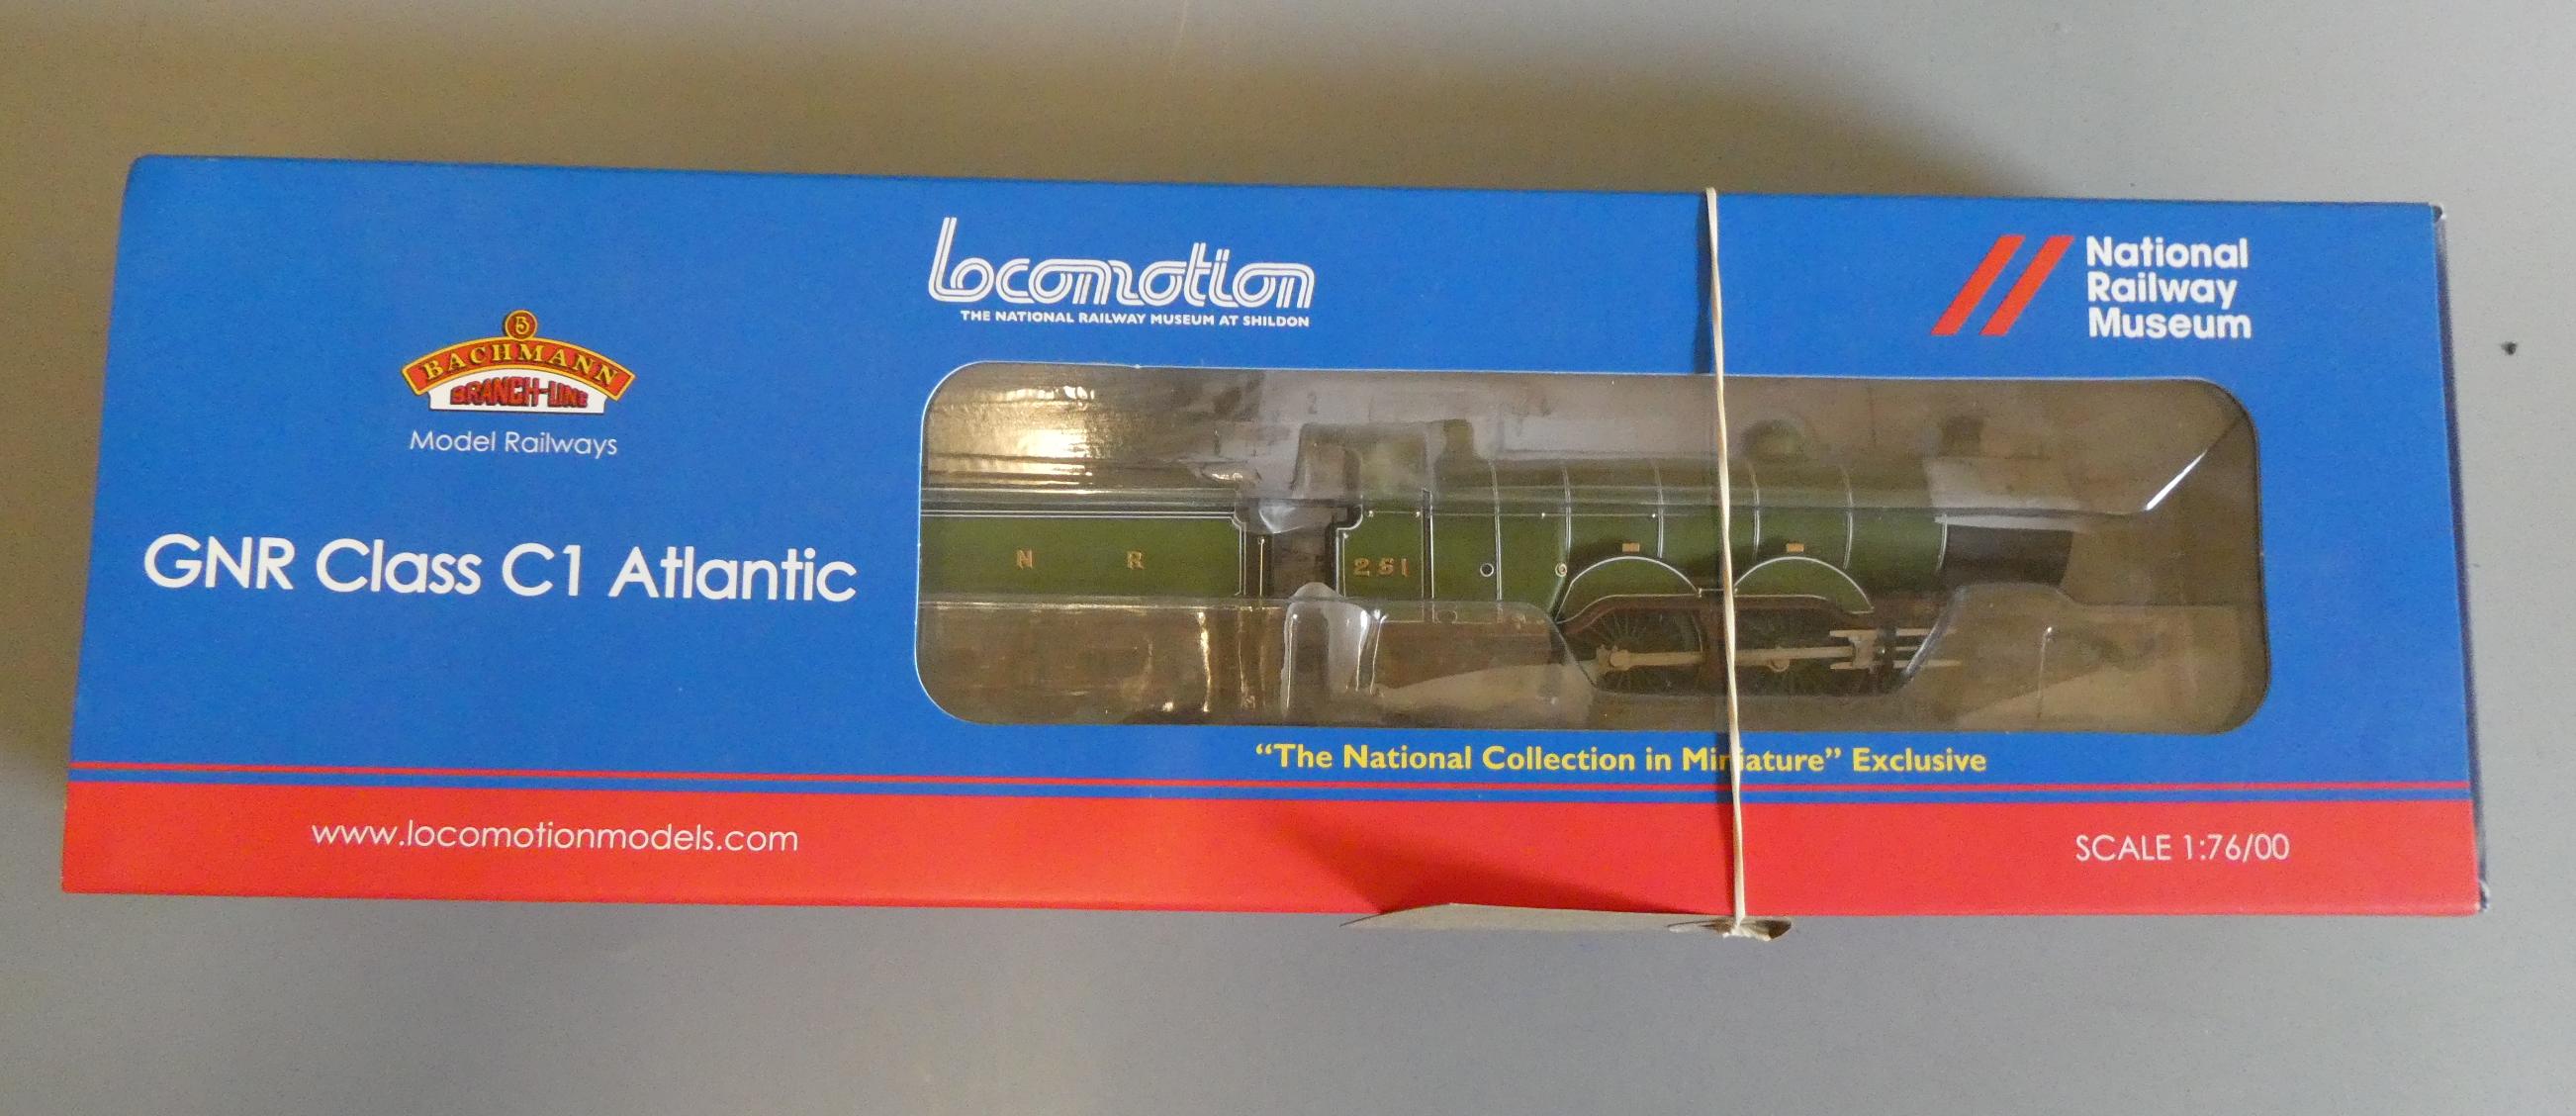 locomotion
THE NATIONAL RAILWAY MUSEUM AT SHILDON
National
Railway
Museum
B
BACHMANN
BRANCH-LINE
Model Railways
GNR Class C1 Atlantic
N R
251
“The National Collection in Miniature” Exclusive
www.locomotionmodels.com
SCALE 1:76/00